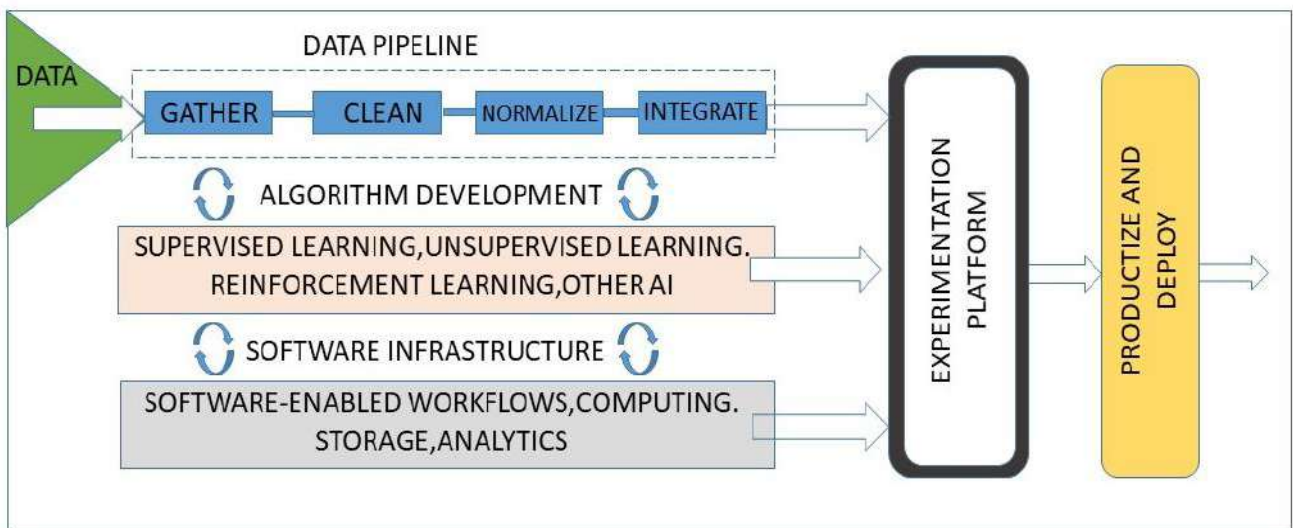 DATA PIPELINE
DATA
GATHER
CLEAN
NORMALIZE
INTEGRATE
ALGORITHM DEVELOPMENT
SUPERVISED LEARNING,UNSUPERVISED LEARNING.
REINFORCEMENT LEARNING,OTHER AI
SOFTWARE INFRASTRUCTURE
SOFTWARE-ENABLED WORKFLOWS,COMPUTING.
STORAGE,ANALYTICS
EXPERIMENTATION
PLATFORM
PRODUCTIZE AND
DEPLOY